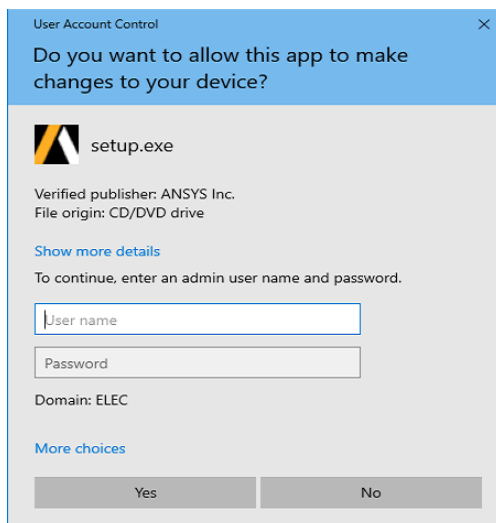 User Account Control
Do you want to allow this app to make
changes to your device?
setup.exe
Verified publisher: ANSYS Inc.
File origin: CD/DVD drive
Show more details
To continue, enter an admin user name and password.
User name
Password
Domain: ELEC
More choices
Yes
No